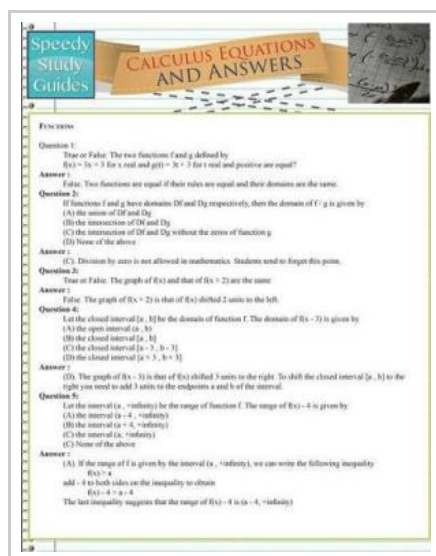 Speedy
Study
Guides
CALCULUS EQUATIONS
AND ANSWERS
FUNCTIONS
Question 1:
True or False. The two functions f and g defined by
f(x) = 3x + 3 for x real and g(t) = 3t + 3 for t real and positive are equal?
Answer :
False. Two functions are equal if their rules are equal and their domains are the same.
Question 2:
If functions f and g have domains Df and Dg respectively, then the domain of f / g is given by
(A) the union of Df and Dg
(B) the intersection of Df and Dg
(C) the intersection of Df and Dg without the zeros of function g
(D) None of the above
Answer :
(C). Division by zero is not allowed in mathematics. Students tend to forget this point.
Question 3:
True or False. The graph of f(x) and that of f(x + 2) are the same
Answer :
False. The graph of f(x + 2) is that of f(x) shifted 2 units to the left.
Question 4:
Let the closed interval [a , b] be the domain of function f. The domain of f(x - 3) is given by
(A) the open interval (a , b)
(B) the closed interval [a , b]
(C) the closed interval [a - 3 , b - 3]
(D) the closed interval [a + 3 , b + 3]
Answer :
(D). The graph of f(x - 3) is that of f(x) shifted 3 units to the right. To shift the closed interval [a , b] to the
right you need to add 3 units to the endpoints a and b of the interval.
Question 5:
Let the interval (a , +infinity) be the range of function f. The range of f(x) - 4 is given by
(A) the interval (a - 4 , +infinity)
(B) the interval (a + 4, +infinity)
(C) the interval (a, +infinity)
(C) None of the above
Answer :
(A). If the range of f is given by the interval (a , +infinity), we can write the following inequality
f(x) > a
add - 4 to both sides on the inequality to obtain
f(x) - 4 > a - 4
The last inequality suggests that the range of f(x) - 4 is (a - 4, +infinity)